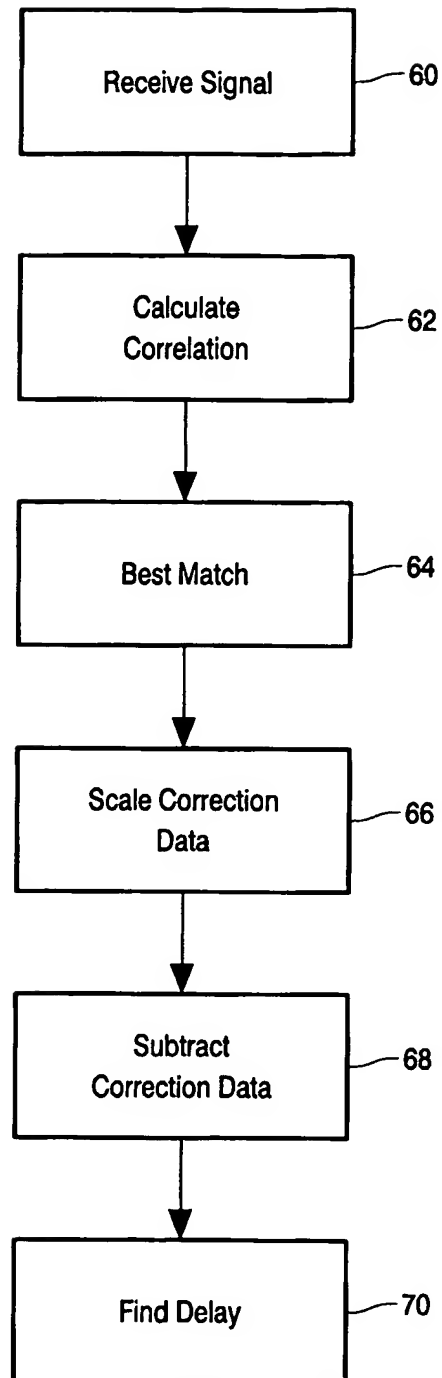 Receive Signal
60
Calculate
Correlation
62
Best Match
64
Scale Correction
Data
66
Subtract
Correction Data
68
Find Delay
70